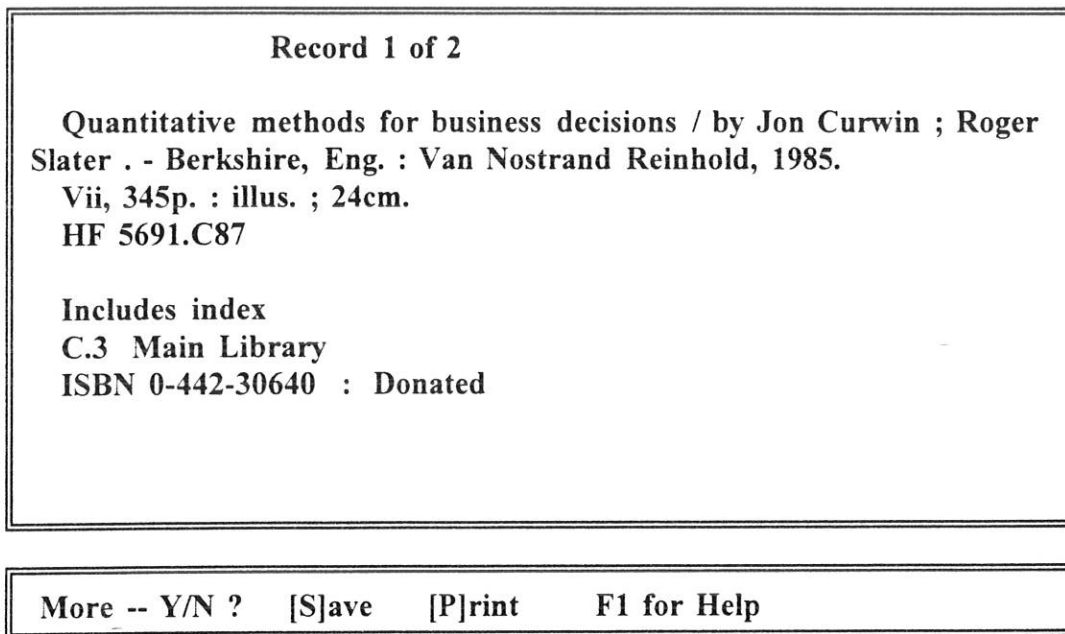 Record 1 of 2
Quantitative methods for business decisions / by Jon Curwin ; Roger
Slater . - Berkshire, Eng. : Van Nostrand Reinhold, 1985.
Vii, 345p. : illus. ; 24cm.
HF 5691.C87
Includes index
C.3 Main Library
ISBN 0-442-30640 : Donated
More -- Y/N ? [S]ave [P]rint F1 for Help